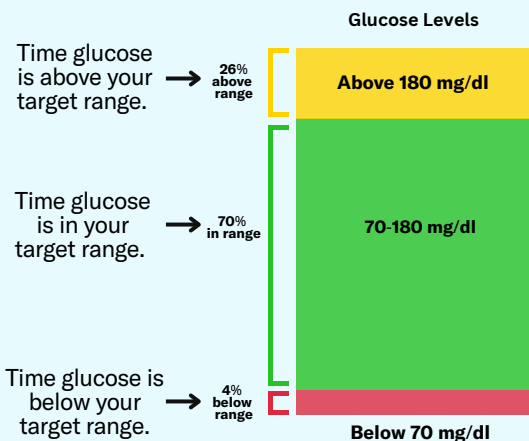 Glucose Levels
Time glucose
is above your
target range.
26%
above
range
Above 180 mg/dl
Time glucose
is in your
target range.
70%
in range
70-180 mg/dl
Time glucose is
below your
target range.
4%
below
range
Below 70 mg/dl